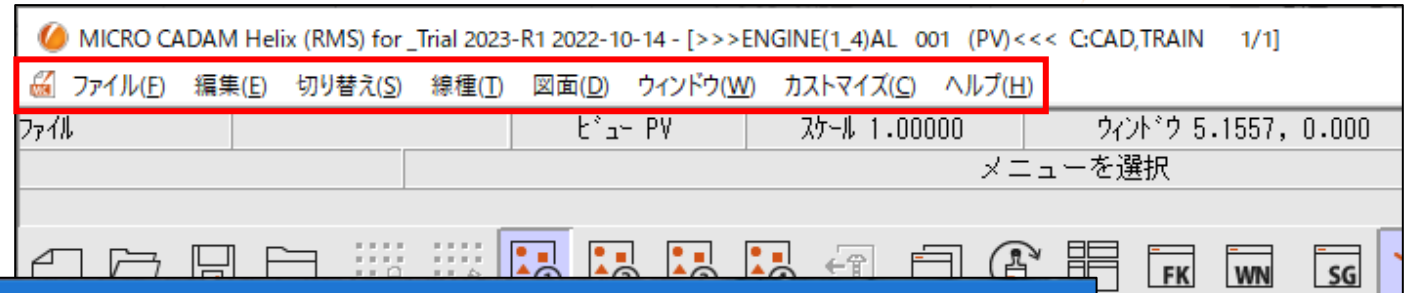 MICRO CADAM Helix (RMS) for _Trial 2023-R1 2022-10-14 - [>>>ENGINE(1_4)AL 001 (PV)<<< C:CAD,TRAIN 1/1]
ファイル(F) 編集(E) 切り替え(S) 線種(T) 図面(D) ウィンドウ(W) カスタマイズ(C) ヘルプ(H)
ファイル ビュー PV スケール 1.00000 ウィンドウ 5.1557, 0.000
メニューを選択
FK WN SG